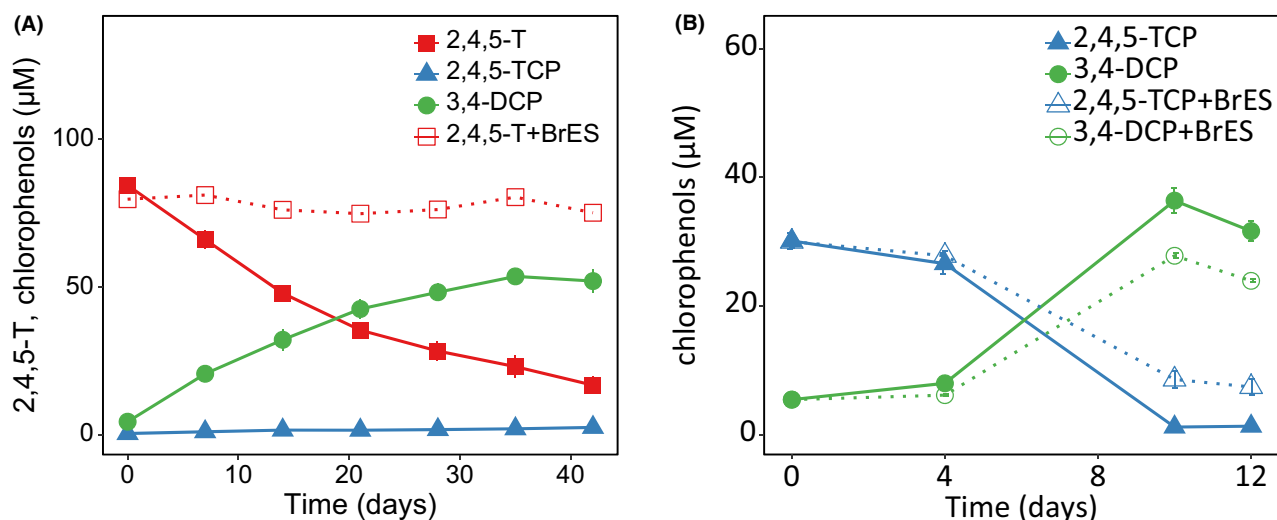 (A)
2,4,5-T, chlorophenols (µM)
100
50
0
2,4,5-T
2,4,5-TCP
3,4-DCP
2,4,5-T+BrES
0 10 20 30 40
Time (days)
(B)
chlorophenols (µM)
60
40
20
0
2,4,5-TCP
3,4-DCP
2,4,5-TCP+BrES
3,4-DCP+BrES
0 4 8 12
Time (days)